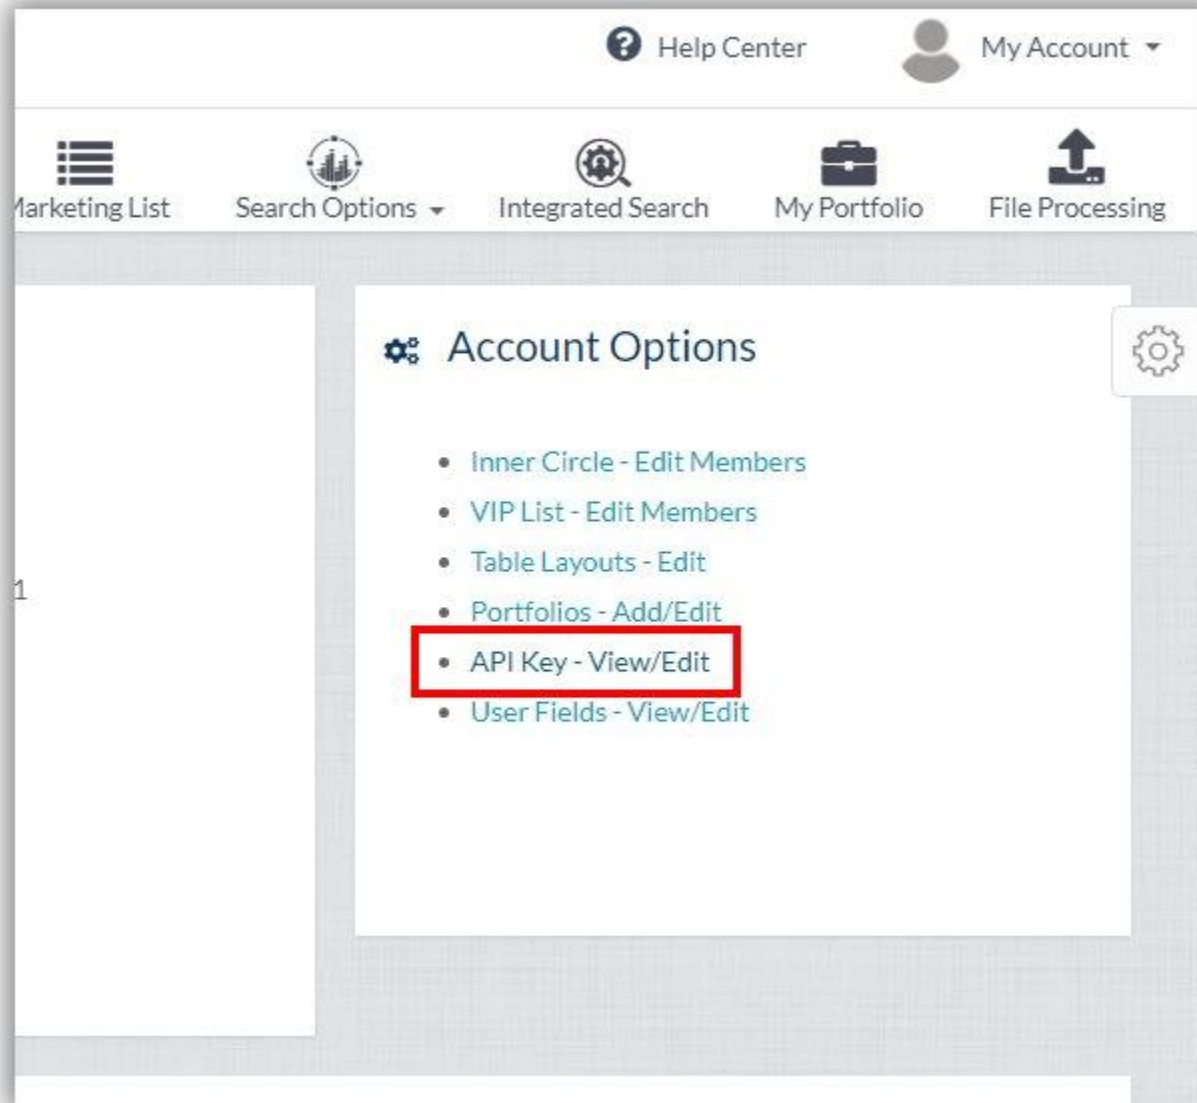 Help Center
My Account
Marketing List
Search Options
Integrated Search
My Portfolio
File Processing
Account Options
Inner Circle - Edit Members
VIP List - Edit Members
Table Layouts - Edit
1
Portfolios - Add/Edit
API Key - View/Edit
User Fields - View/Edit